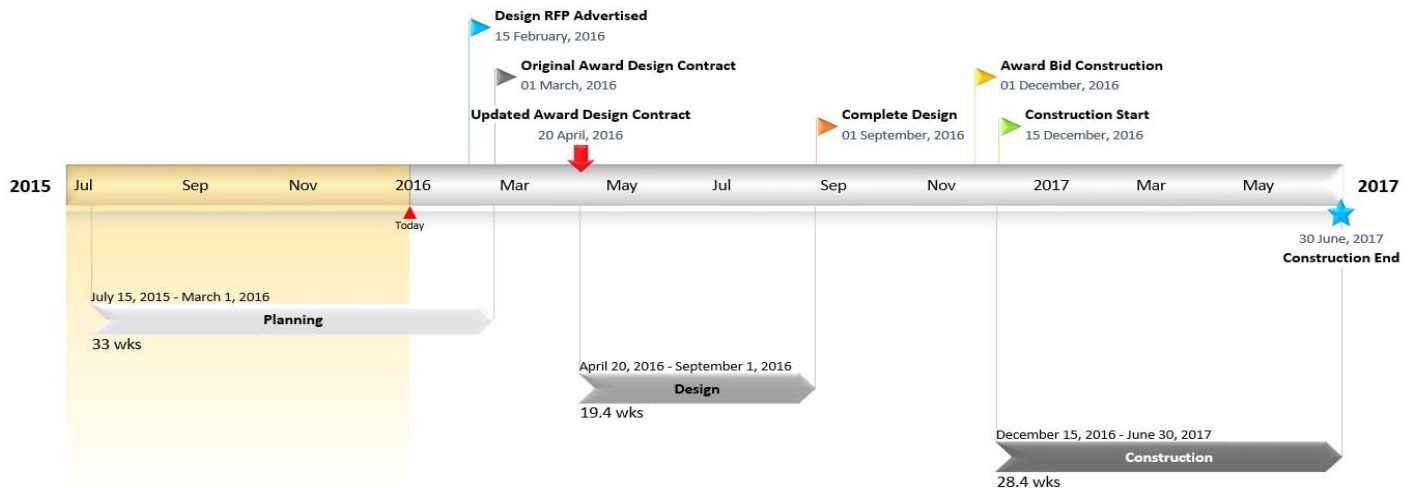 Design RFP Advertised
15 February, 2016
Original Award Design Contract
01 March, 2016
Award Bid Construction
01 December, 2016
Updated Award Design Contract
20 April, 2016
Complete Design
01 September, 2016
Construction Start
15 December, 2016
2015 Jul Sep Nov 2016 Mar May Jul Sep Nov 2017 Mar May 2017
Today
30 June, 2017
Construction End
July 15, 2015 - March 1, 2016
Planning
33 wks
April 20, 2016 - September 1, 2016
Design
19.4 wks
December 15, 2016 - June 30, 2017
Construction
28.4 wks